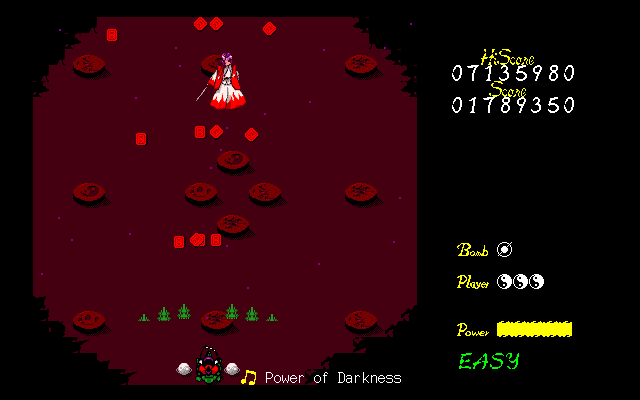 HiScore
07135980
Score
01789350
Bomb
Player
Power
EASY
Power of Darkness